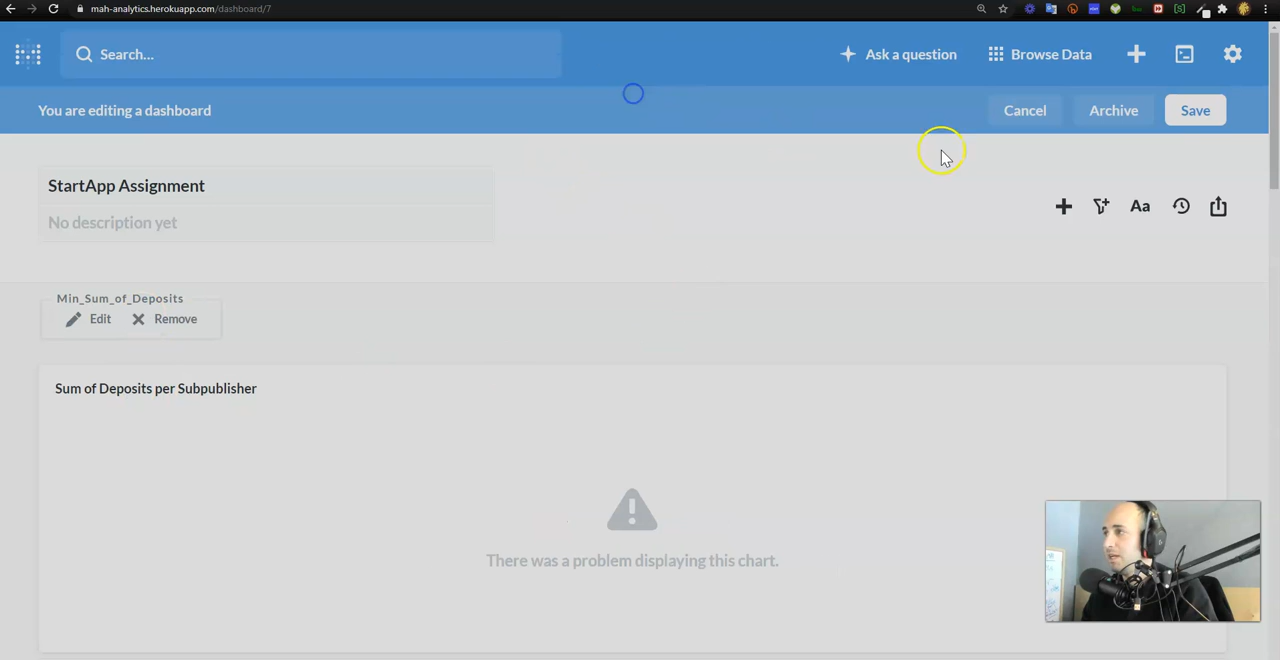 mah-analytics.herokuapp.com/dashboard/7
Search...
Ask a question
Browse Data
You are editing a dashboard
Cancel
Archive
Save
StartApp Assignment
No description yet
Aa
Min_Sum_of_Deposits
Edit
Remove
Sum of Deposits per Subpublisher
There was a problem displaying this chart.